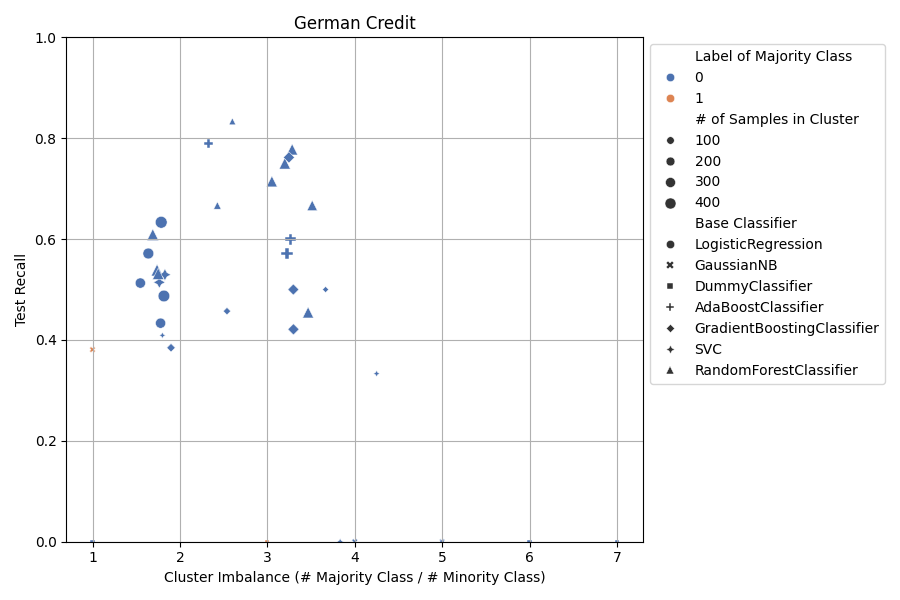 German Credit
1.0
0.8
0.6
0.4
0.2
0.0
Test Recall
1 2 3 4 5 6 7
Cluster Imbalance (# Majority Class / # Minority Class)
Label of Majority Class
0
1
# of Samples in Cluster
100
200
300
400
Base Classifier
LogisticRegression
GaussianNB
DummyClassifier
AdaBoostClassifier
GradientBoostingClassifier
SVC
RandomForestClassifier